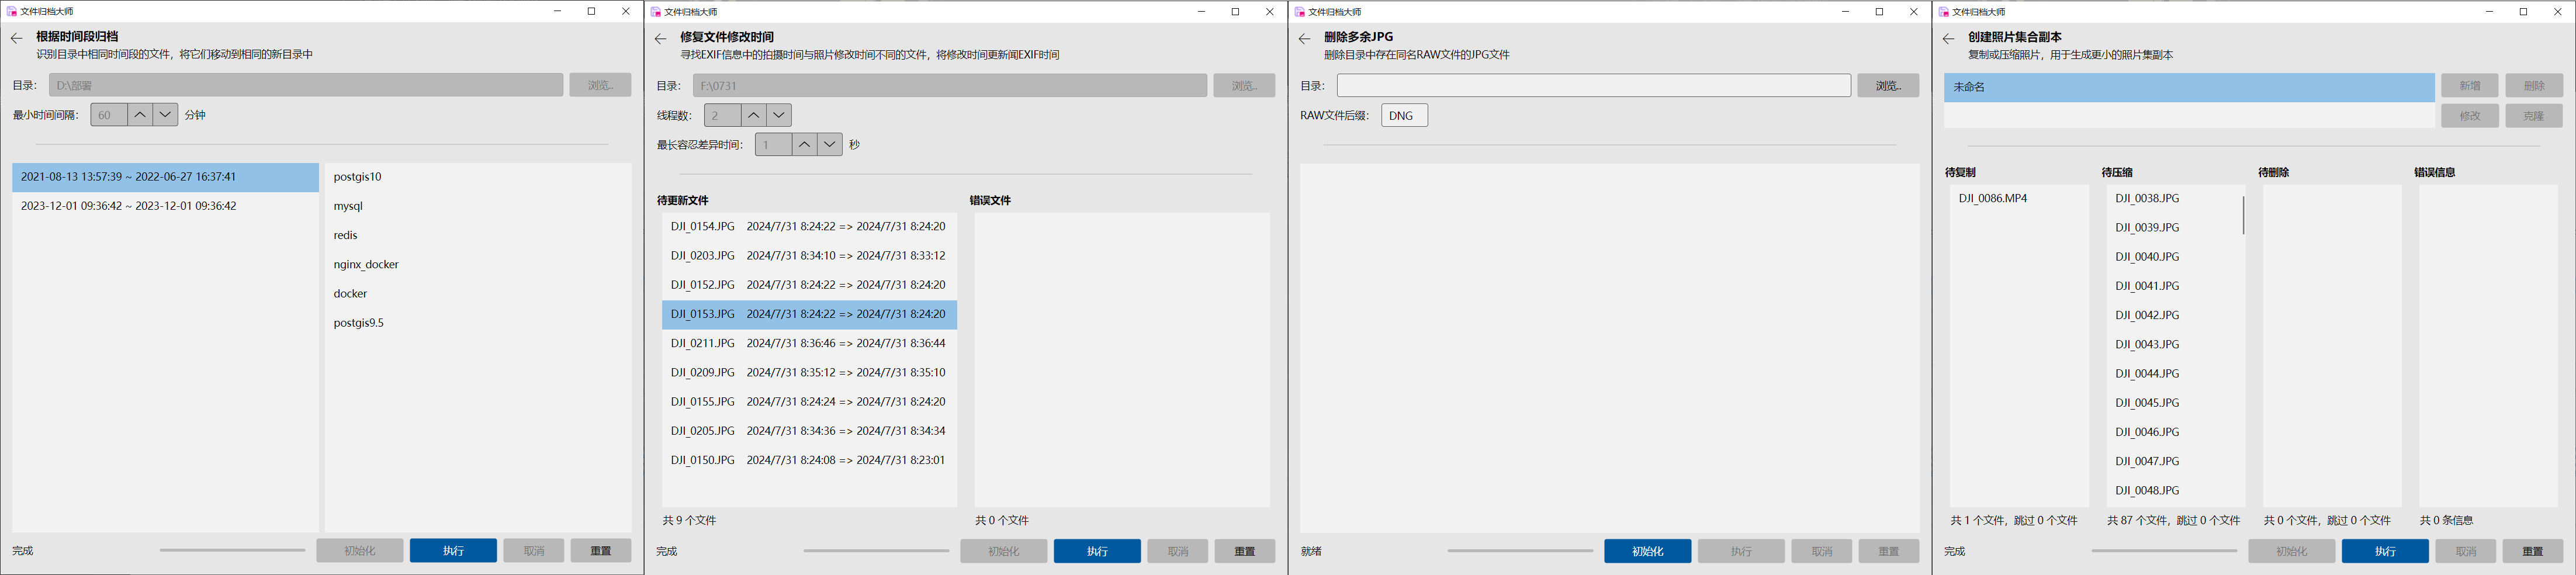 文件归档大师
根据时间段归档
识别目录中相同时间段的文件，将它们移动到相同的新目录中
目录： D:\部署 浏览..
最小时间间隔： 60 分钟
2021-08-13 13:57:39 ~ 2022-06-27 16:37:41
2023-12-01 09:36:42 ~ 2023-12-01 09:36:42
postgis10
mysql
redis
nginx_docker
docker
postgis9.5
完成 初始化 执行 取消 重置
文件归档大师
修复文件修改时间
寻找EXIF信息中的拍摄时间与照片修改时间不同的文件，将修改时间更新闻EXIF时间
目录： F:\0731 浏览..
线程数： 2
最长容忍差异时间： 1 秒
待更新文件
DJI_0154.JPG 2024/7/31 8:24:22 => 2024/7/31 8:24:20
DJI_0203.JPG 2024/7/31 8:34:10 => 2024/7/31 8:33:12
DJI_0152.JPG 2024/7/31 8:24:22 => 2024/7/31 8:24:20
DJI_0153.JPG 2024/7/31 8:24:22 => 2024/7/31 8:24:20
DJI_0211.JPG 2024/7/31 8:36:46 => 2024/7/31 8:36:44
DJI_0209.JPG 2024/7/31 8:35:12 => 2024/7/31 8:35:10
DJI_0155.JPG 2024/7/31 8:24:24 => 2024/7/31 8:24:20
DJI_0205.JPG 2024/7/31 8:34:36 => 2024/7/31 8:34:34
DJI_0150.JPG 2024/7/31 8:24:08 => 2024/7/31 8:23:01
共 9 个文件
错误文件
共 0 个文件
完成 初始化 执行 取消 重置
文件归档大师
删除多余JPG
删除目录中存在同名RAW文件的JPG文件
目录： 浏览..
RAW文件后缀： DNG
就绪 初始化 执行 取消 重置
文件归档大师
创建照片集合副本
复制或压缩照片，用于生成更小的照片集副本
未命名
新增 删除
修改 克隆
待复制
DJI_0086.MP4
共 1 个文件，跳过 0 个文件
待压缩
DJI_0038.JPG
DJI_0039.JPG
DJI_0040.JPG
DJI_0041.JPG
DJI_0042.JPG
DJI_0043.JPG
DJI_0044.JPG
DJI_0045.JPG
DJI_0046.JPG
DJI_0047.JPG
DJI_0048.JPG
共 87 个文件，跳过 0 个文件
待删除
共 0 个文件，跳过 0 个文件
错误信息
共 0 条信息
完成 初始化 执行 取消 重置